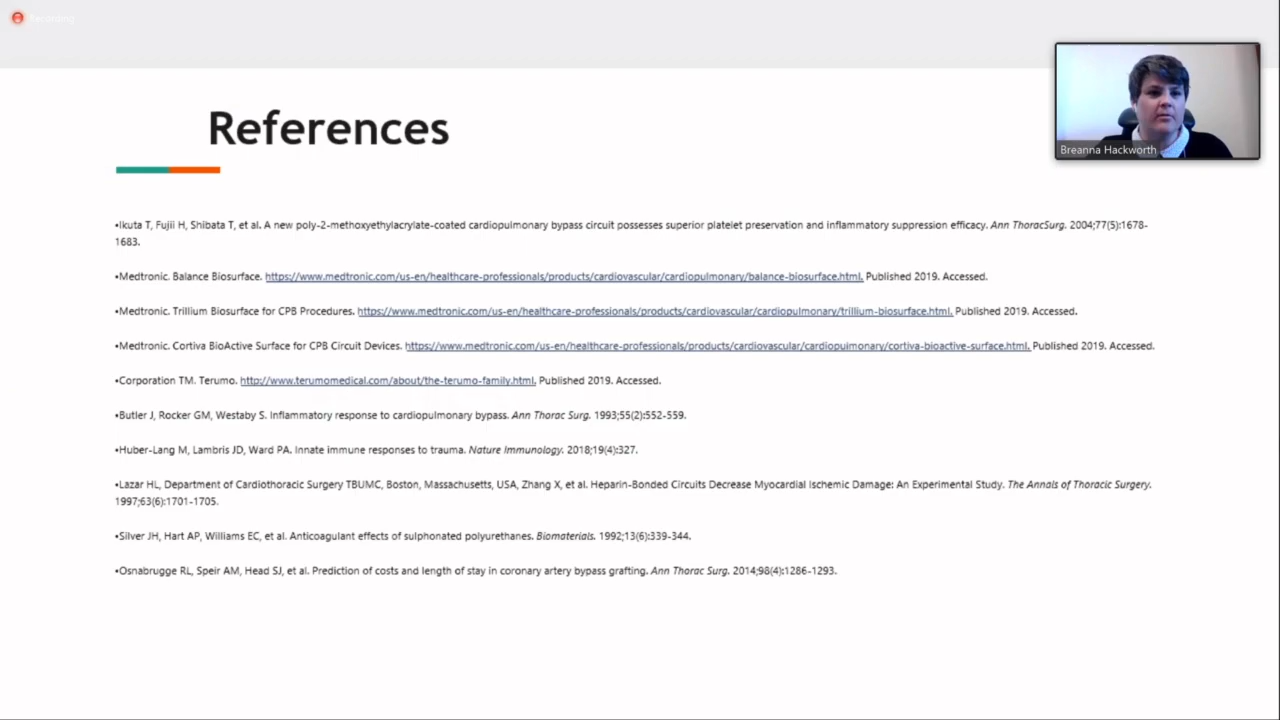 Recording
Breanna Hackworth
References
•Ikuta T, Fujii H, Shibata T, et al. A new poly-2-methoxyethylacrylate-coated cardiopulmonary bypass circuit possesses superior platelet preservation and inflammatory suppression efficacy. Ann ThoracSurg. 2004;77(5):1678-
1683.
•Medtronic. Balance Biosurface. https://www.medtronic.com/us-en/healthcare-professionals/products/cardiovascular/cardiopulmonary/balance-biosurface.html. Published 2019. Accessed.
•Medtronic. Trillium Biosurface for CPB Procedures. https://www.medtronic.com/us-en/healthcare-professionals/products/cardiovascular/cardiopulmonary/trillium-biosurface.html. Published 2019. Accessed.
•Medtronic. Cortiva BioActive Surface for CPB Circuit Devices. https://www.medtronic.com/us-en/healthcare-professionals/products/cardiovascular/cardiopulmonary/cortiva-bioactive-surface.html. Published 2019. Accessed.
•Corporation TM. Terumo. http://www.terumomedical.com/about/the-terumo-family.html. Published 2019. Accessed.
•Butler J, Rocker GM, Westaby S. Inflammatory response to cardiopulmonary bypass. Ann Thorac Surg. 1993;55(2):552-559.
•Huber-Lang M, Lambris JD, Ward PA. Innate immune responses to trauma. Nature Immunology. 2018;19(4):327.
•Lazar HL, Department of Cardiothoracic Surgery TBUMC, Boston, Massachusetts, USA, Zhang X, et al. Heparin-Bonded Circuits Decrease Myocardial Ischemic Damage: An Experimental Study. The Annals of Thoracic Surgery.
1997;63(6):1701-1705.
•Silver JH, Hart AP, Williams EC, et al. Anticoagulant effects of sulphonated polyurethanes. Biomaterials. 1992;13(6):339-344.
•Osnabrugge RL, Speir AM, Head SJ, et al. Prediction of costs and length of stay in coronary artery bypass grafting. Ann Thorac Surg. 2014;98(4):1286-1293.